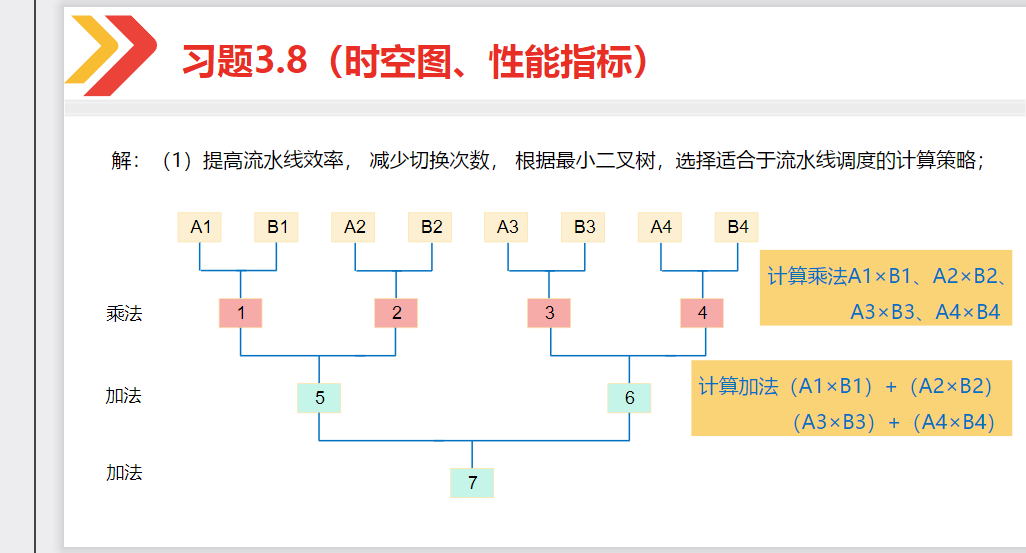 习题3.8（时空图、性能指标）
解：（1）提高流水线效率， 减少切换次数， 根据最小二叉树，选择适合于流水线调度的计算策略；
A1 B1 A2 B2 A3 B3 A4 B4
计算乘法A1×B1、A2×B2、
A3×B3、A4×B4
乘法 1 2 3 4
计算加法（A1×B1）+（A2×B2）
（A3×B3）+（A4×B4）
加法 5 6
加法 7